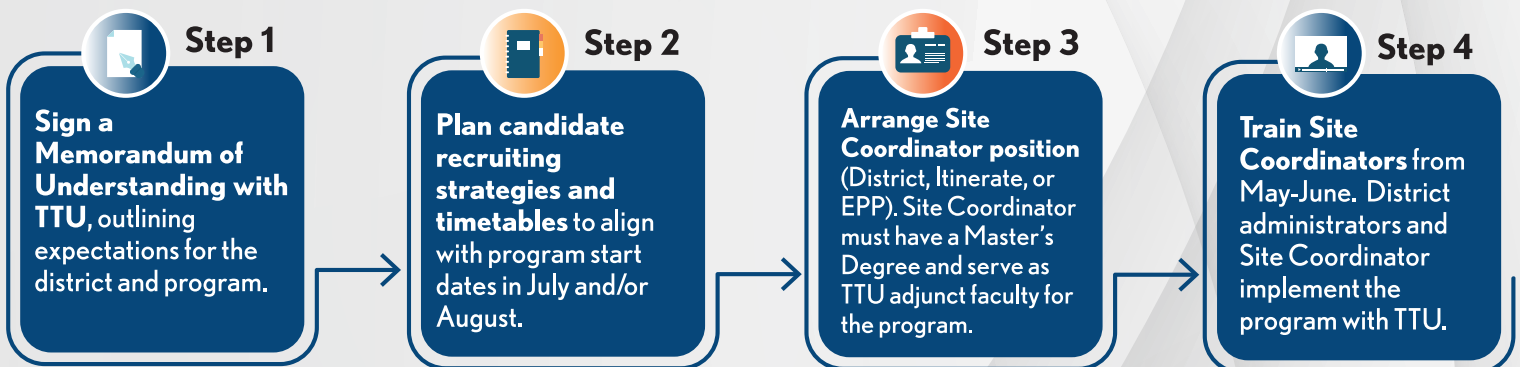 Step 1
Sign a
Memorandum of
Understanding with
TTU, outlining
expectations for the
district and program.
Step 2
Plan candidate
recruiting
strategies and
timetables to align
with program start
dates in July and/or
August.
Step 3
Arrange Site
Coordinator position
(District, Itinerate, or
EPP). Site Coordinator
must have a Master's
Degree and serve as
TTU adjunct faculty for
the program.
Step 4
Train Site
Coordinators from
May-June. District
administrators and
Site Coordinator
implement the
program with TTU.